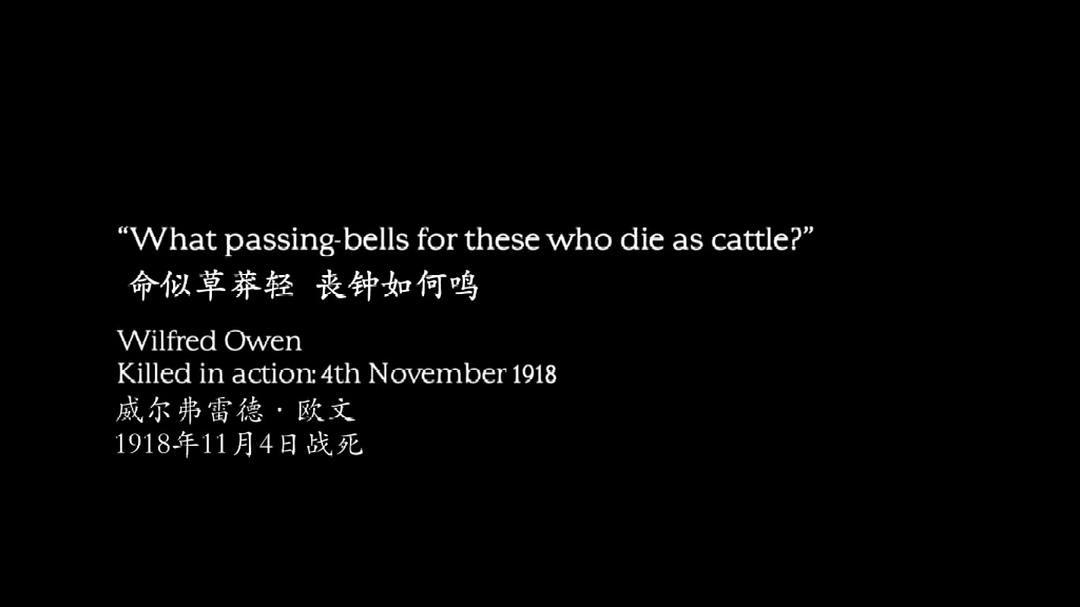 “What passing-bells for these who die as cattle?”
命似草莽轻 丧钟如何鸣
Wilfred Owen
Killed in action: 4th November 1918
威尔弗雷德·欧文
1918年11月4日战死